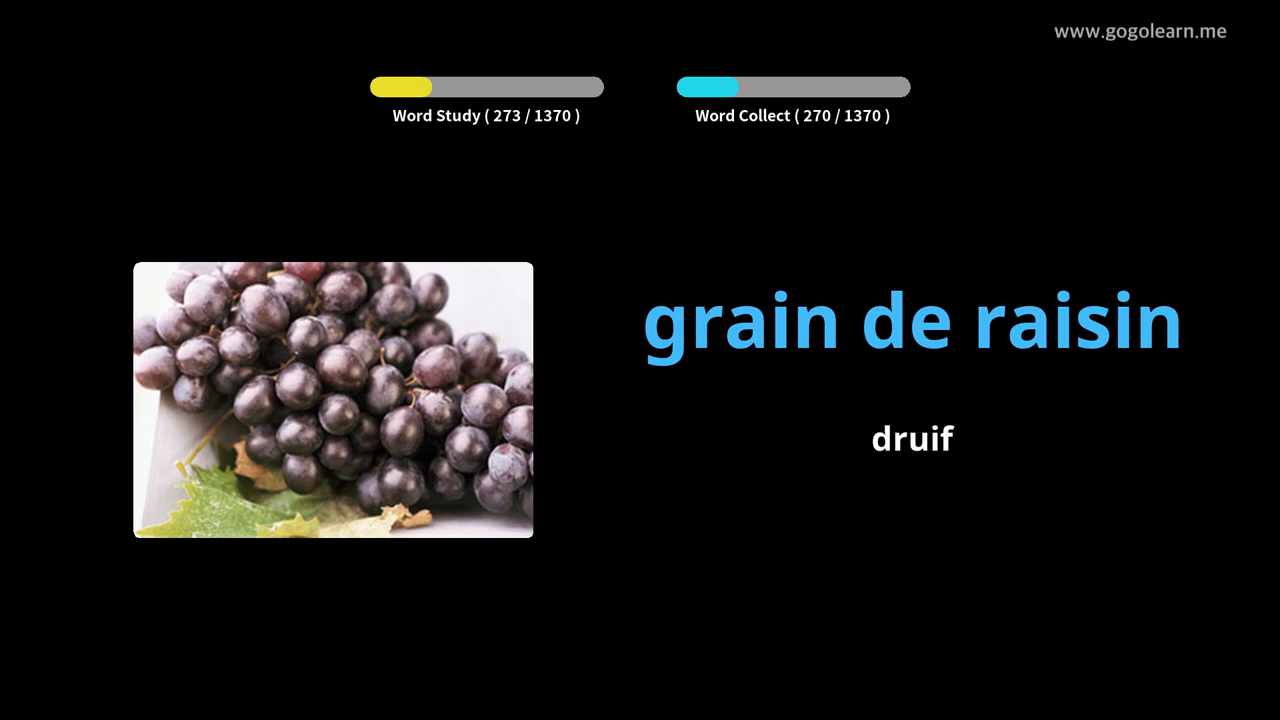 www.gogolearn.me
Word Study ( 273 / 1370 )
Word Collect ( 270 / 1370 )
grain de raisin
druif